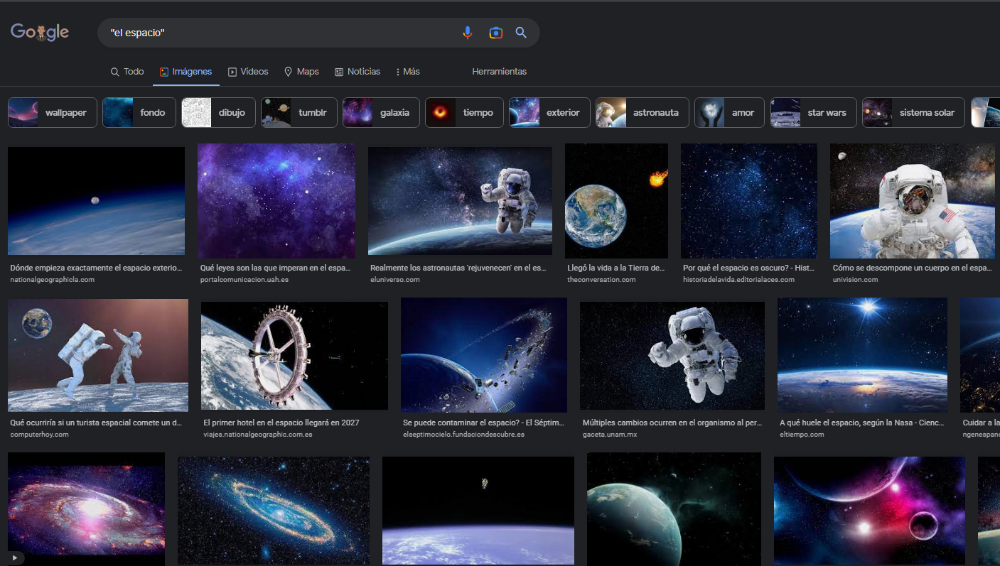 Google
"el espacio"
Todo
Imágenes
Vídeos
Maps
Noticias
Más
Herramientas
wallpaper
fondo
dibujo
tumblr
galaxia
tiempo
exterior
astronauta
amor
star wars
sistema solar
Dónde empieza exactamente el espacio exterio...
nationalgeographicla.com
Qué leyes son las que imperan en el espa...
portalcomunicacion.uah.es
Realmente los astronautas 'rejuvenecen' en el es...
eluniverso.com
Llegó la vida a la Tierra de...
theconversation.com
Por qué el espacio es oscuro? - Hist...
historiadelavida.editorialaces.com
Cómo se descompone un cuerpo en el espa...
univision.com
Qué ocurriría si un turista espacial comete un d...
computerhoy.com
El primer hotel en el espacio llegará en 2027
viajes.nationalgeographic.com.es
Se puede contaminar el espacio? - El Séptim...
elseptimocielo.fundaciondescubre.es
Múltiples cambios ocurren en el organismo al per...
gaceta.unam.mx
A qué huele el espacio, según la Nasa - Cienc...
eltiempo.com
Cuidar a la
ngenespano